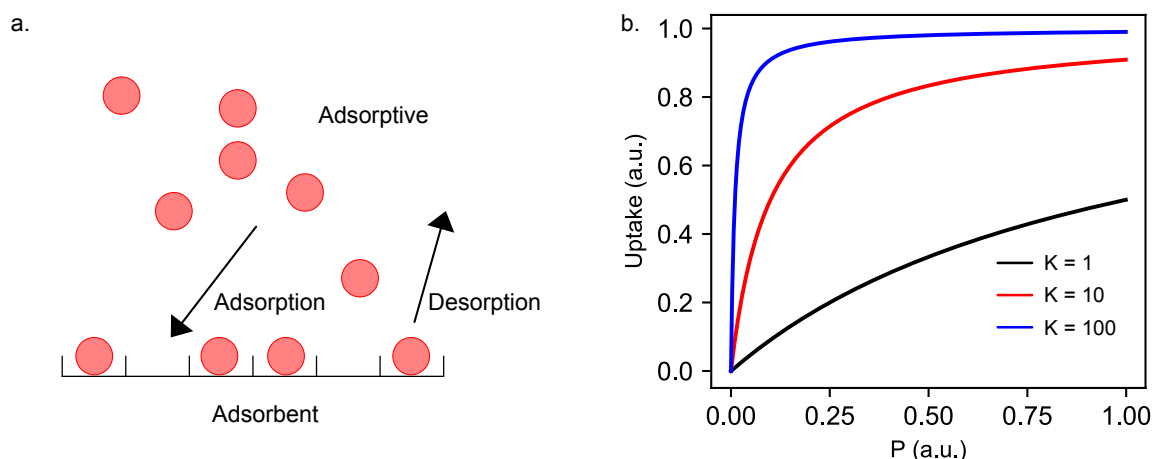 a.
Adsorptive
Adsorption
Desorption
Adsorbent
b.
Uptake (a.u.)
1.0
0.8
0.6
0.4
0.2
0.0
K = 1
K = 10
K = 100
0.00 0.25 0.50 0.75 1.00
P (a.u.)